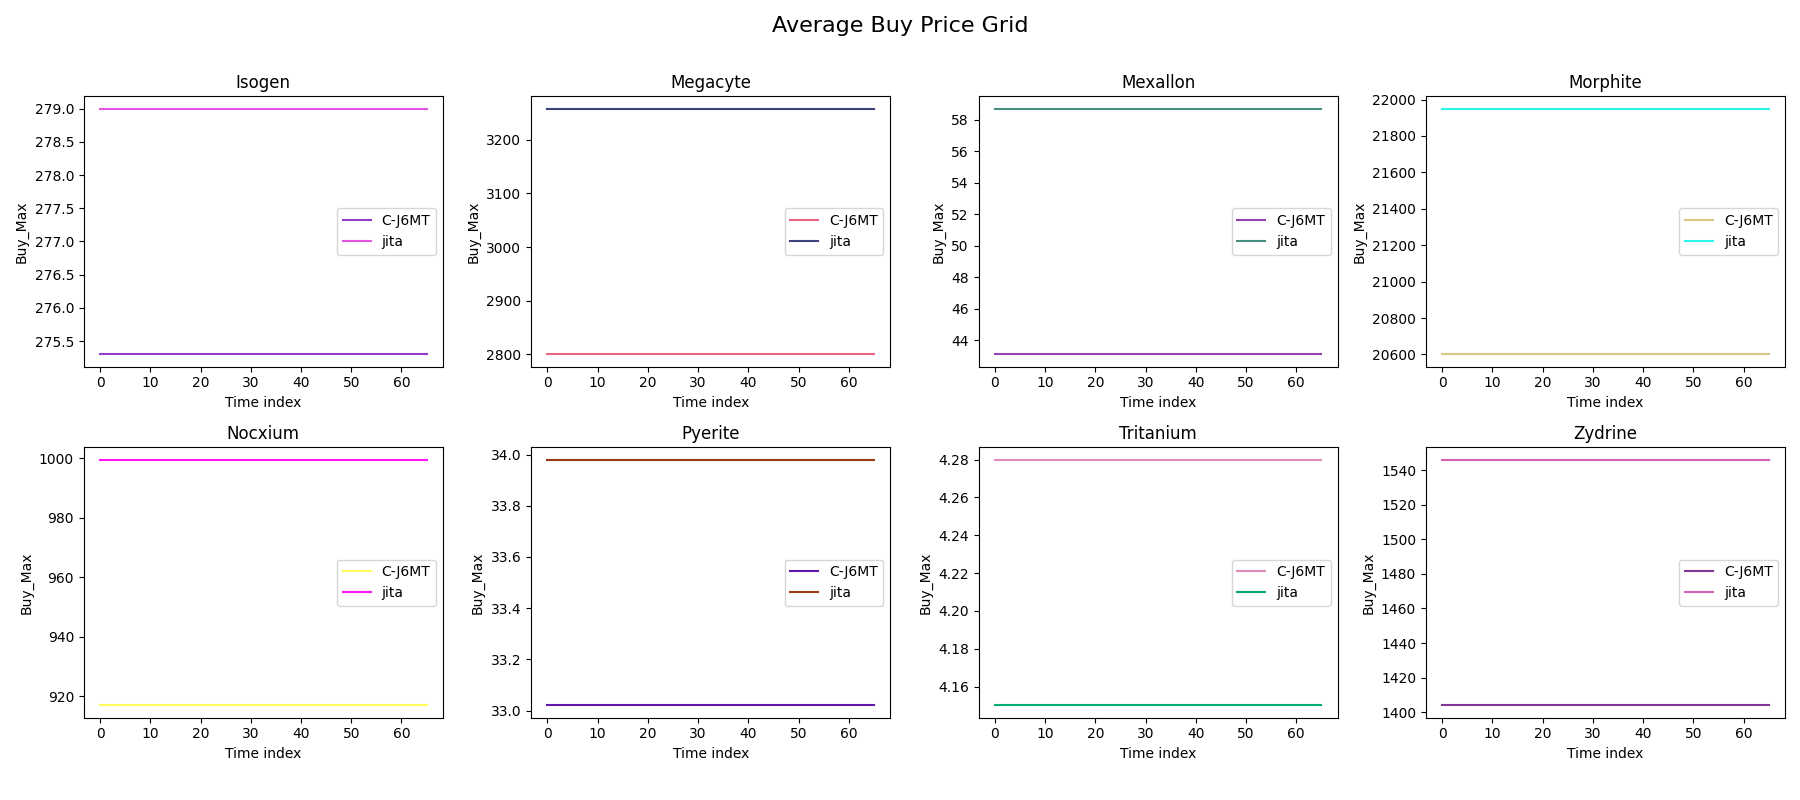 Average Buy Price Grid
Isogen
Buy_Max
279.0
278.5
278.0
277.5
277.0
276.5
276.0
275.5
C-J6MT
jita
0 10 20 30 40 50 60
Time index
Megacyte
Buy_Max
3200
3100
3000
2900
2800
C-J6MT
jita
0 10 20 30 40 50 60
Time index
Mexallon
Buy_Max
58
56
54
52
50
48
46
44
C-J6MT
jita
0 10 20 30 40 50 60
Time index
Morphite
Buy_Max
22000
21800
21600
21400
21200
21000
20800
20600
C-J6MT
jita
0 10 20 30 40 50 60
Time index
Nocxium
Buy_Max
1000
980
960
940
920
C-J6MT
jita
0 10 20 30 40 50 60
Time index
Pyerite
Buy_Max
34.0
33.8
33.6
33.4
33.2
33.0
C-J6MT
jita
0 10 20 30 40 50 60
Time index
Tritanium
Buy_Max
4.28
4.26
4.24
4.22
4.20
4.18
4.16
C-J6MT
jita
0 10 20 30 40 50 60
Time index
Zydrine
Buy_Max
1540
1520
1500
1480
1460
1440
1420
1400
C-J6MT
jita
0 10 20 30 40 50 60
Time index